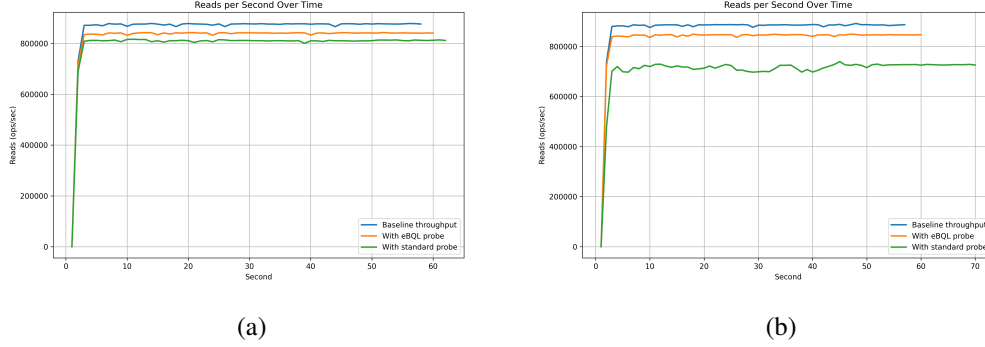 Reads per Second Over Time
Reads (ops/sec)
800000
600000
400000
200000
0
0
10
20
30
40
50
60
Second
Baseline throughput
With eBQL probe
With standard probe
(a)
Reads per Second Over Time
Reads (ops/sec)
800000
600000
400000
200000
0
0
10
20
30
40
50
60
70
Second
Baseline throughput
With eBQL probe
With standard probe
(b)